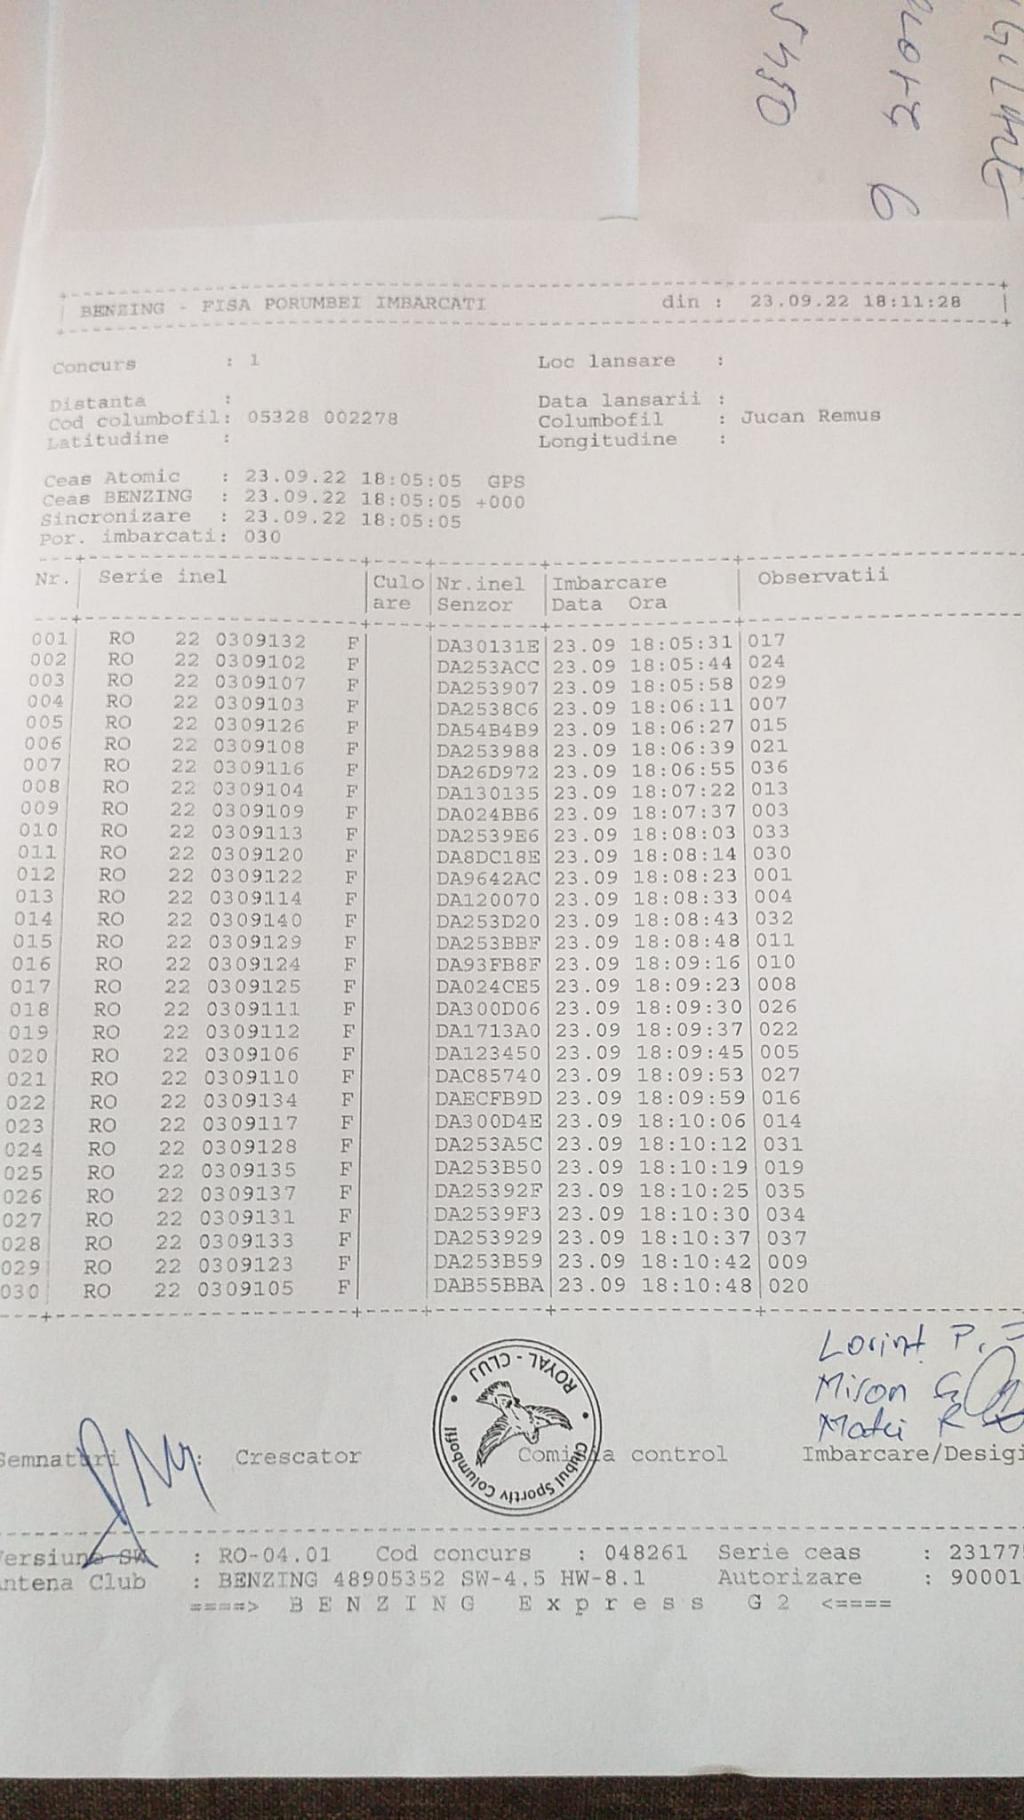 0345
6
BENZING - FISA PORUMBEI IMBARCATI din : 23.09.22 18:11:28
Concurs : 1 Loc lansare :
Distanta : Data lansarii :
Cod columbofil: 05328 002278 Columbofil : Jucan Remus
Latitudine : Longitudine :
Ceas Atomic : 23.09.22 18:05:05 GPS
Ceas BENZING : 23.09.22 18:05:05 +000
Sincronizare : 23.09.22 18:05:05
Por. imbarcati: 030
Nr. Serie inel Culo Nr.inel Imbarcare Observatii
are Senzor Data Ora
001 RO 22 0309132 F DA30131E 23.09 18:05:31 017
002 RO 22 0309102 F DA253ACC 23.09 18:05:44 024
003 RO 22 0309107 F DA253907 23.09 18:05:58 029
004 RO 22 0309103 F DA2538C6 23.09 18:06:11 007
005 RO 22 0309126 F DA54B4B9 23.09 18:06:27 015
006 RO 22 0309108 F DA253988 23.09 18:06:39 021
007 RO 22 0309116 F DA26D972 23.09 18:06:55 036
008 RO 22 0309104 F DA130135 23.09 18:07:22 013
009 RO 22 0309109 F DA024BB6 23.09 18:07:37 003
010 RO 22 0309113 F DA2539E6 23.09 18:08:03 033
011 RO 22 0309120 F DA8DC18E 23.09 18:08:14 030
012 RO 22 0309122 F DA9642AC 23.09 18:08:23 001
013 RO 22 0309114 F DA120070 23.09 18:08:33 004
014 RO 22 0309140 F DA253D20 23.09 18:08:43 032
015 RO 22 0309129 F DA253BBF 23.09 18:08:48 011
016 RO 22 0309124 F DA93FB8F 23.09 18:09:16 010
017 RO 22 0309125 F DA024CE5 23.09 18:09:23 008
018 RO 22 0309111 F DA300D06 23.09 18:09:30 026
019 RO 22 0309112 F DA1713A0 23.09 18:09:37 022
020 RO 22 0309106 F DA123450 23.09 18:09:45 005
021 RO 22 0309110 F DAC85740 23.09 18:09:53 027
022 RO 22 0309134 F DAECFB9D 23.09 18:09:59 016
023 RO 22 0309117 F DA300D4E 23.09 18:10:06 014
024 RO 22 0309128 F DA253A5C 23.09 18:10:12 031
025 RO 22 0309135 F DA253B50 23.09 18:10:19 019
026 RO 22 0309137 F DA25392F 23.09 18:10:25 035
027 RO 22 0309131 F DA2539F3 23.09 18:10:30 034
028 RO 22 0309133 F DA253929 23.09 18:10:37 037
029 RO 22 0309123 F DA253B59 23.09 18:10:42 009
030 RO 22 0309105 F DAB55BBA 23.09 18:10:48 020
Lorint P.
Mison G
Matei R
Clubul Sportiv Columbofil
ROYAL - CLUJ
Semnaturi : Crescator Comisia control Imbarcare/Desigi
Versiune SW : RO-04.01 Cod concurs : 048261 Serie ceas : 23177
Antena Club : BENZING 48905352 SW-4.5 HW-8.1 Autorizare : 90001
====> BENZING Express G2 <====